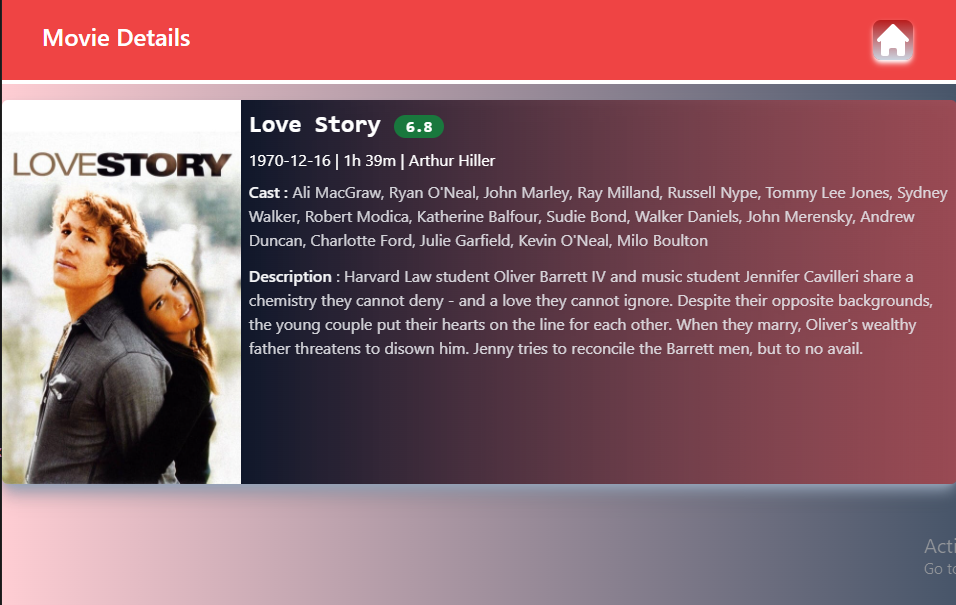 Movie Details
LOVESTORY
Love Story 6.8
1970-12-16 | 1h 39m | Arthur Hiller
Cast : Ali MacGraw, Ryan O'Neal, John Marley, Ray Milland, Russell Nype, Tommy Lee Jones, Sydney
Walker, Robert Modica, Katherine Balfour, Sudie Bond, Walker Daniels, John Merensky, Andrew
Duncan, Charlotte Ford, Julie Garfield, Kevin O'Neal, Milo Boulton
Description : Harvard Law student Oliver Barrett IV and music student Jennifer Cavilleri share a
chemistry they cannot deny - and a love they cannot ignore. Despite their opposite backgrounds,
the young couple put their hearts on the line for each other. When they marry, Oliver's wealthy
father threatens to disown him. Jenny tries to reconcile the Barrett men, but to no avail.
Acti
Go to